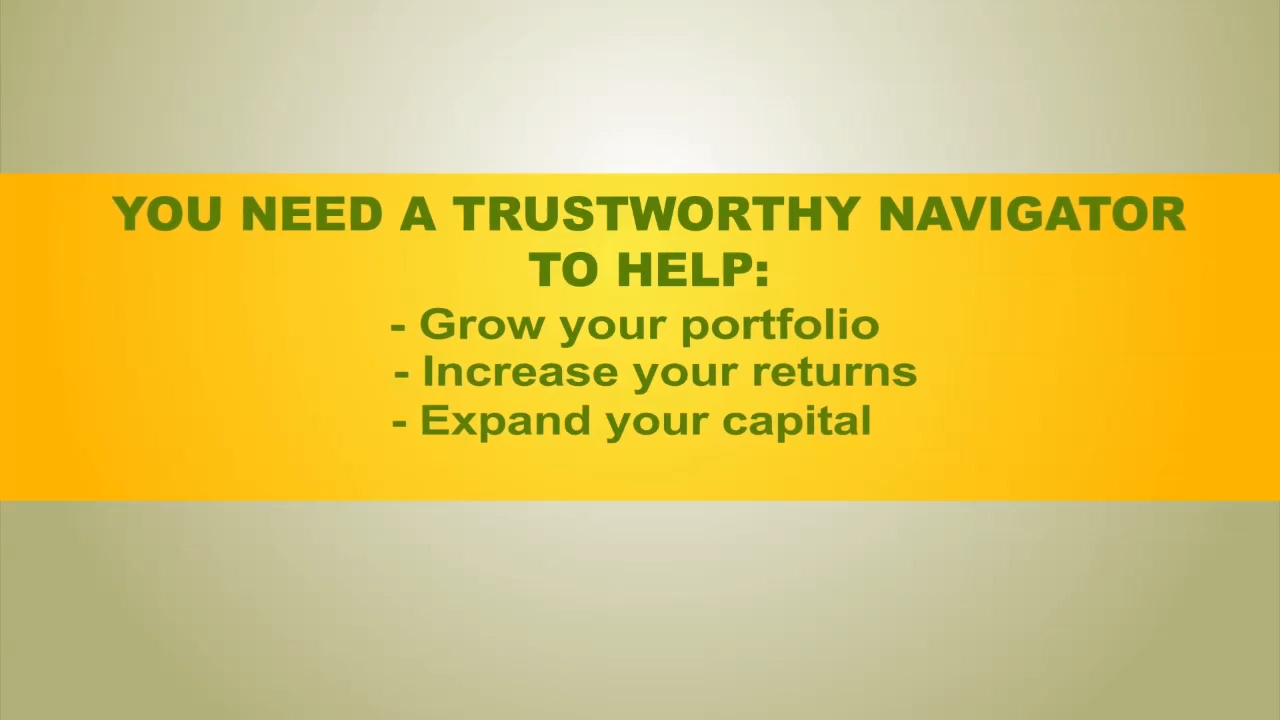 YOU NEED A TRUSTWORTHY NAVIGATOR
TO HELP:
- Grow your portfolio
- Increase your returns
- Expand your capital